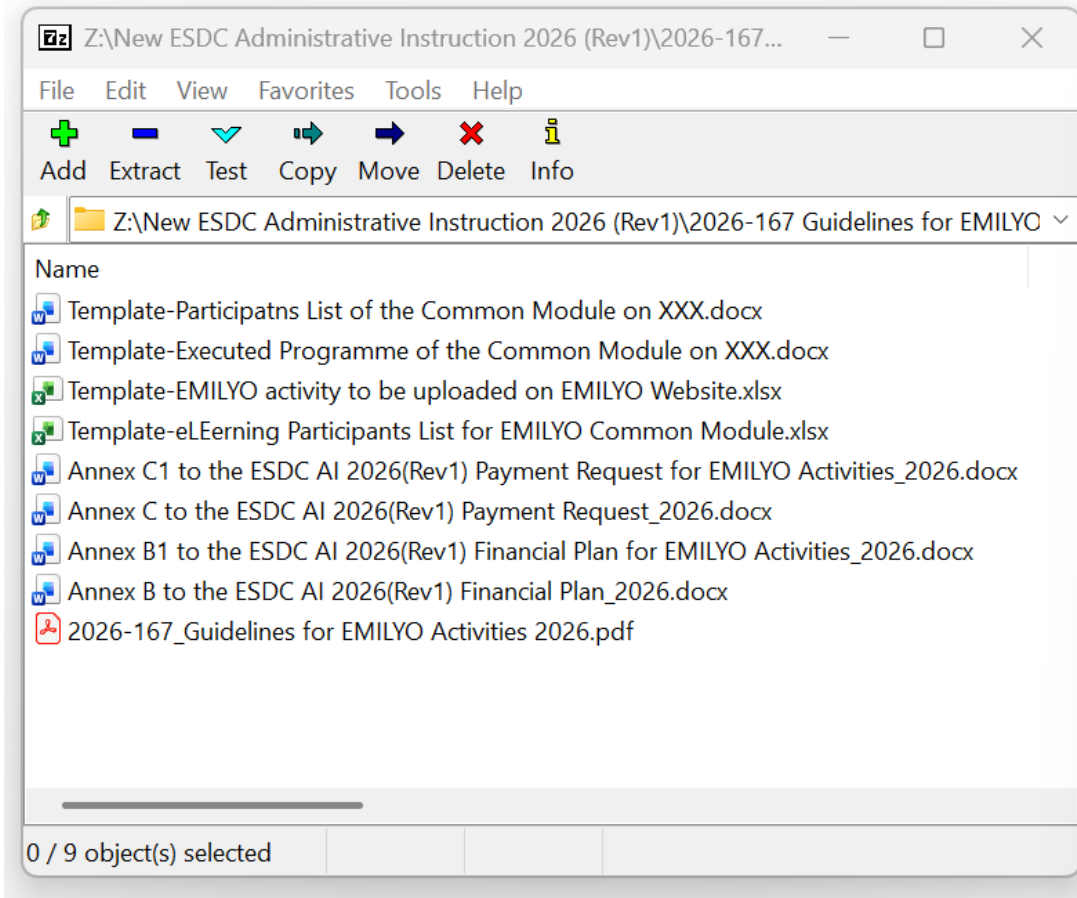 7z Z:\New ESDC Administrative Instruction 2026 (Rev1)\2026-167...
File Edit View Favorites Tools Help
Add Extract Test Copy Move Delete Info
Z:\New ESDC Administrative Instruction 2026 (Rev1)\2026-167 Guidelines for EMILYO
Name
Template-Participatns List of the Common Module on XXX.docx
Template-Executed Programme of the Common Module on XXX.docx
Template-EMILYO activity to be uploaded on EMILYO Website.xlsx
Template-eLEerning Participants List for EMILYO Common Module.xlsx
Annex C1 to the ESDC AI 2026(Rev1) Payment Request for EMILYO Activities_2026.docx
Annex C to the ESDC AI 2026(Rev1) Payment Request_2026.docx
Annex B1 to the ESDC AI 2026(Rev1) Financial Plan for EMILYO Activities_2026.docx
Annex B to the ESDC AI 2026(Rev1) Financial Plan_2026.docx
2026-167_Guidelines for EMILYO Activities 2026.pdf
0 / 9 object(s) selected